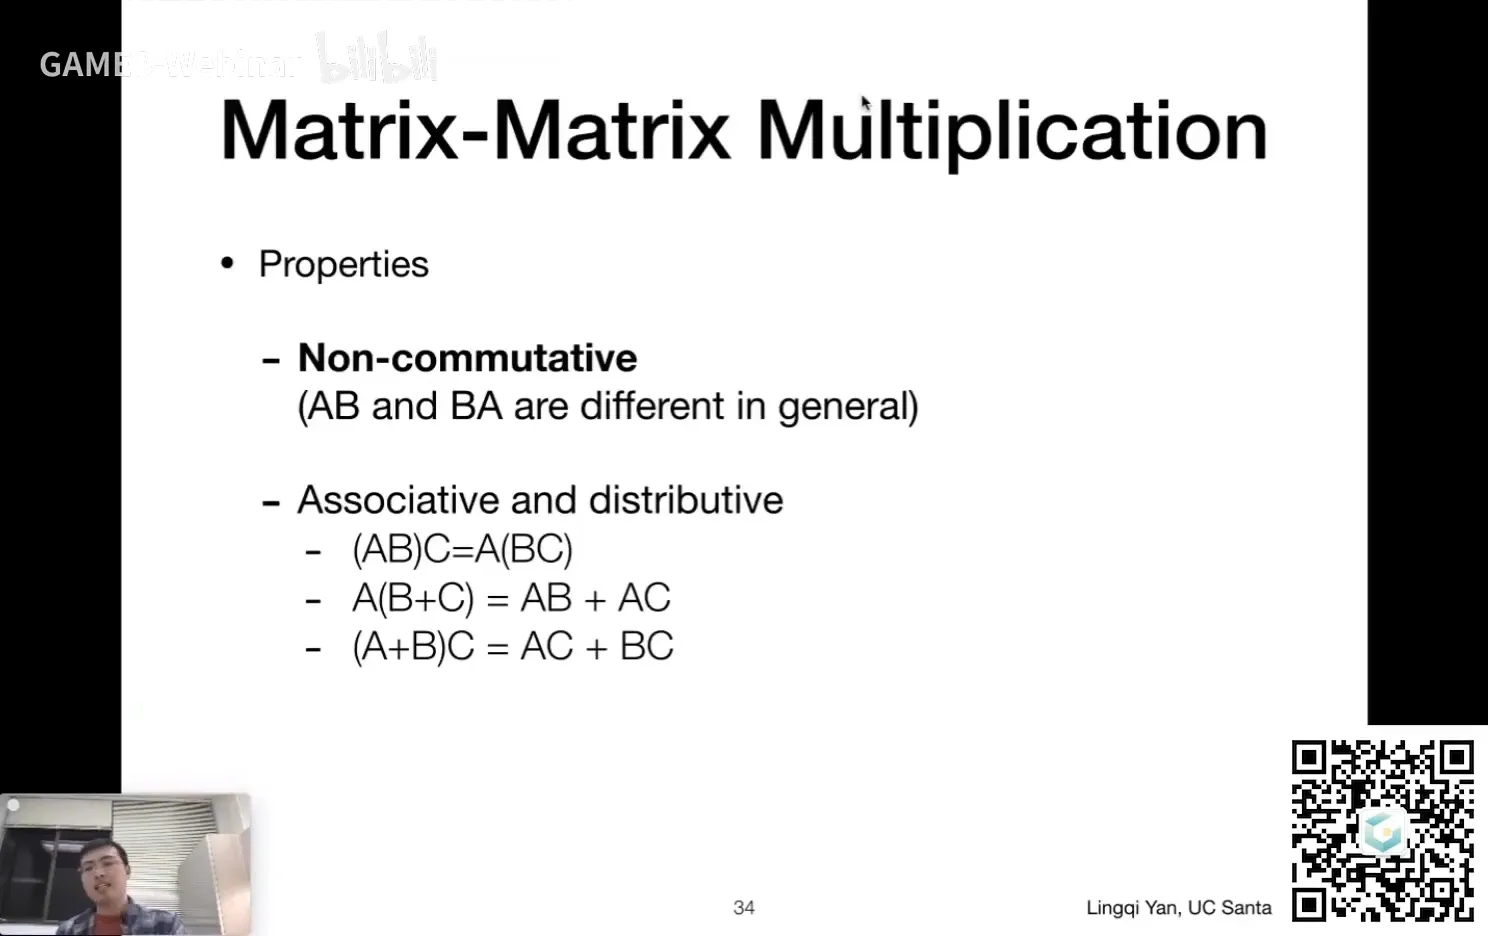 GAMES-Webinar bilibili
Matrix-Matrix Multiplication
• Properties
– Non-commutative
(AB and BA are different in general)
– Associative and distributive
- (AB)C=A(BC)
- A(B+C) = AB + AC
- (A+B)C = AC + BC
34
Lingqi Yan, UC Santa